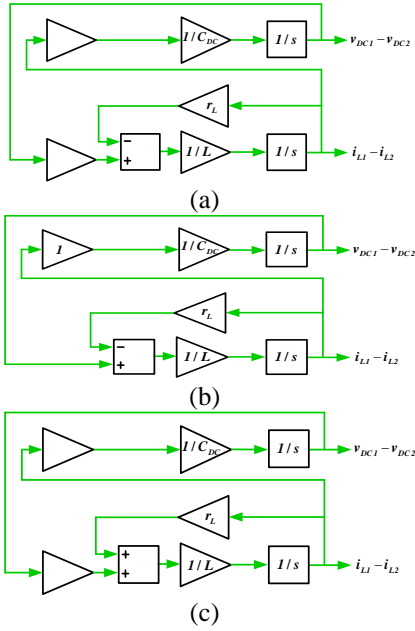 1/C_DC 1/s v_DC1 – v_DC2
r_L
–
+ 1/L 1/s i_L1 – i_L2
(a)
1 1/C_DC 1/s v_DC1 – v_DC2
r_L
–
+ 1/L 1/s i_L1 – i_L2
(b)
1/C_DC 1/s v_DC1 – v_DC2
r_L
+
+ 1/L 1/s i_L1 – i_L2
(c)